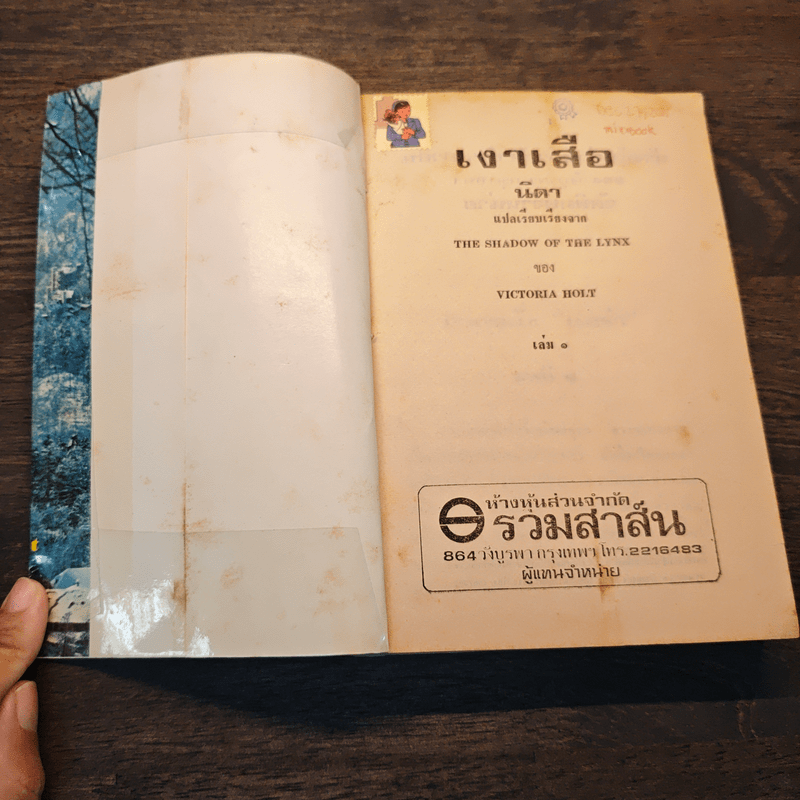 เงาเสือ
นิดา
แปลเรียบเรียงจาก
THE SHADOW OF THE LYNX
ของ
VICTORIA HOLT
เล่ม ๑
ห้างหุ้นส่วนจำกัด
รวมสาส์น
864 วังบูรพา กรุงเทพฯ โทร.2216483
ผู้แทนจำหน่าย